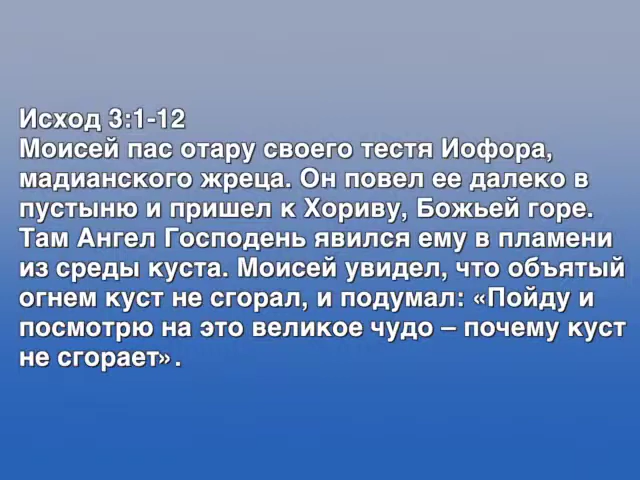 Исход 3:1-12
Моисей пас отару своего тестя Иофора,
мадианского жреца. Он повел ее далеко в
пустыню и пришел к Хориву, Божьей горе.
Там Ангел Господень явился ему в пламени
из среды куста. Моисей увидел, что объятый
огнем куст не сгорал, и подумал: «Пойду и
посмотрю на это великое чудо – почему куст
не сгорает».